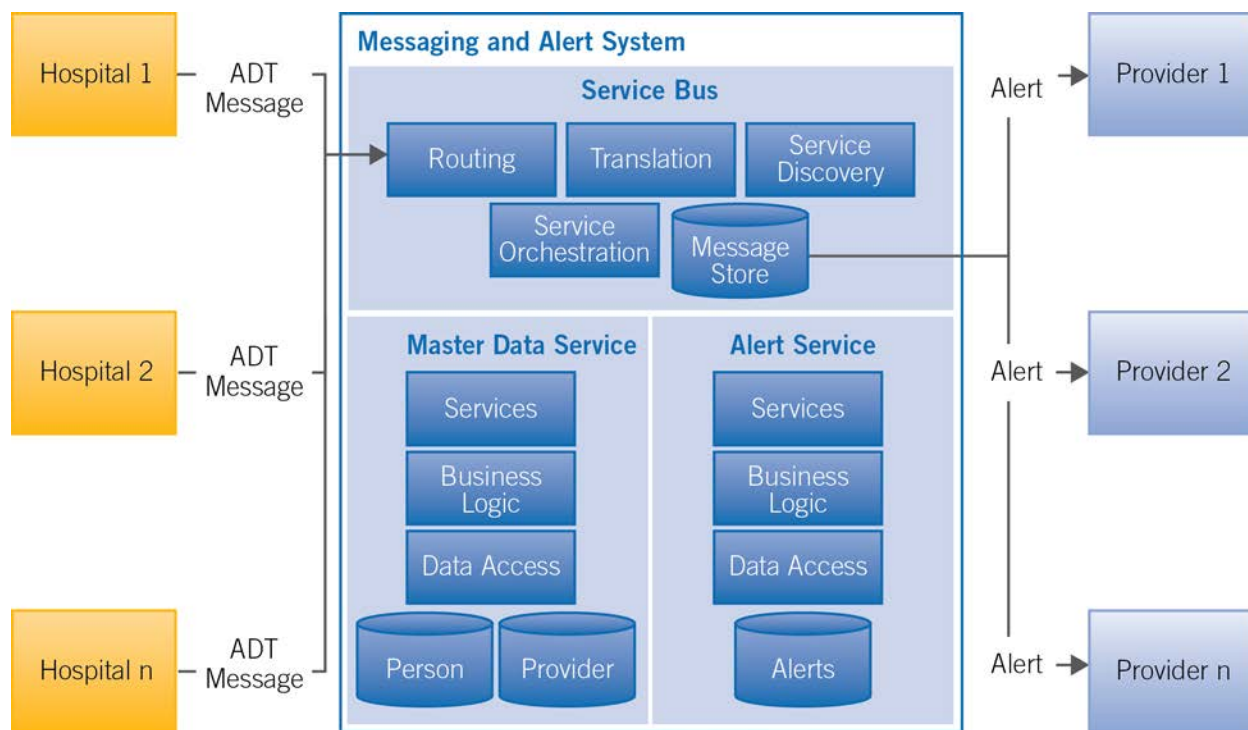 Hospital 1
ADT
Message
Hospital 2
ADT
Message
Hospital n
ADT
Message
Messaging and Alert System
Service Bus
Routing
Translation
Service
Discovery
Service
Orchestration
Message
Store
Master Data Service
Services
Business
Logic
Data Access
Person
Provider
Alert Service
Services
Business
Logic
Data Access
Alerts
Alert
Provider 1
Alert
Provider 2
Alert
Provider n